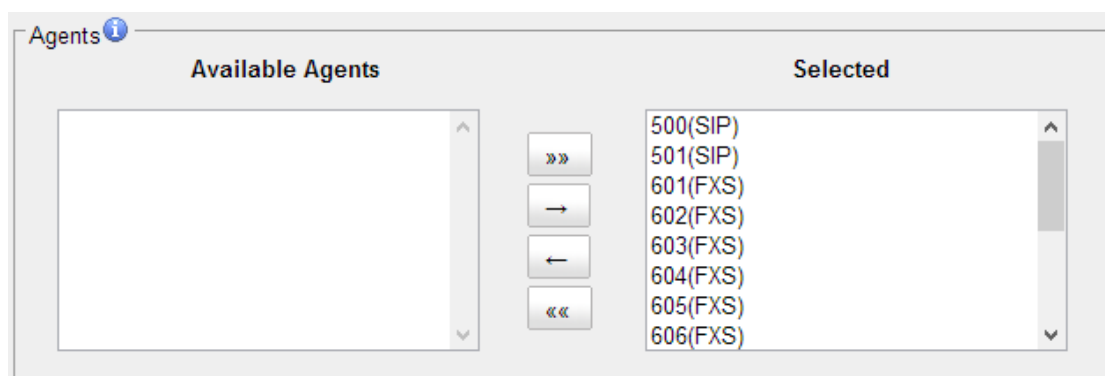 Agents
Available Agents
Selected
»»
→
←
««
500(SIP)
501(SIP)
601(FXS)
602(FXS)
603(FXS)
604(FXS)
605(FXS)
606(FXS)